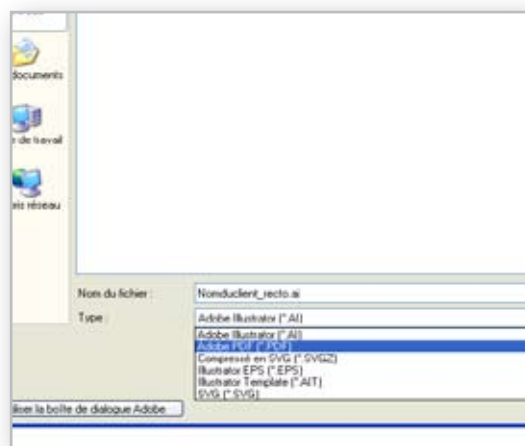 documents
de travail
ris réseau
Nom du fichier :
Nomduclient_recto.ai
Type :
Adobe Illustrator (*.AI)
Adobe Illustrator (*.AI)
Adobe PDF (*.PDF)
Compressé en SVG (*.SVGZ)
Illustrator EPS (*.EPS)
Illustrator Template (*.AIT)
SVG (*.SVG)
iliser la boîte de dialogue Adobe